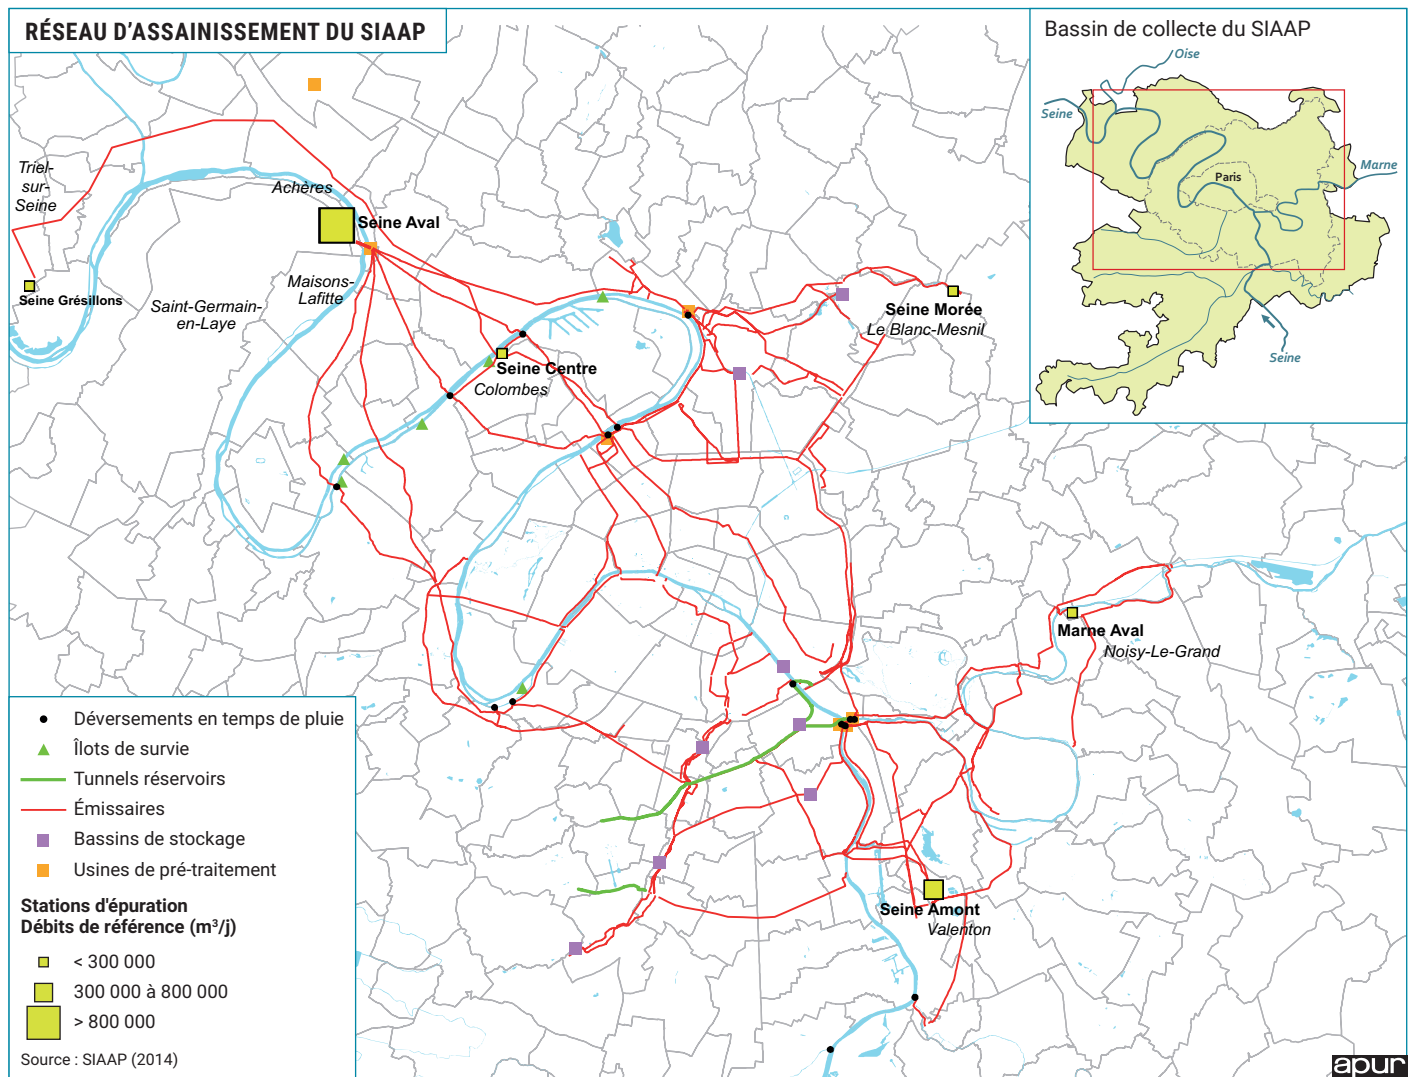 RÉSEAU D'ASSAINISSEMENT DU SIAAP
Bassin de collecte du SIAAP
Oise
Seine
Marne
Paris
Seine
Triel-
sur-
Seine
Achères
Seine Aval
Seine Grésillons
Maisons-
Lafitte
Saint-Germain-
en-Laye
Seine Morée
Le Blanc-Mesnil
Seine Centre
Colombes
Marne Aval
Noisy-Le-Grand
Seine Amont
Valenton
Déversements en temps de pluie
Îlots de survie
Tunnels réservoirs
Émissaires
Bassins de stockage
Usines de pré-traitement
Stations d'épuration
Débits de référence (m³/j)
< 300 000
300 000 à 800 000
> 800 000
Source : SIAAP (2014)
apur